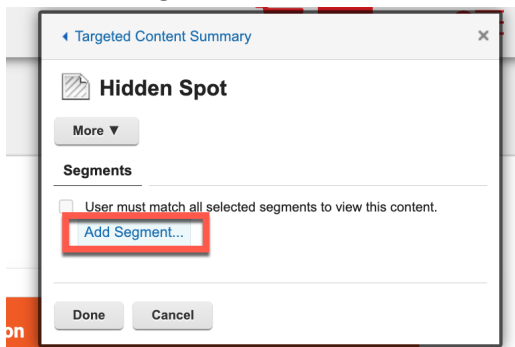 Targeted Content Summary
Hidden Spot
More ▼
Segments
User must match all selected segments to view this content.
Add Segment...
Done Cancel
on